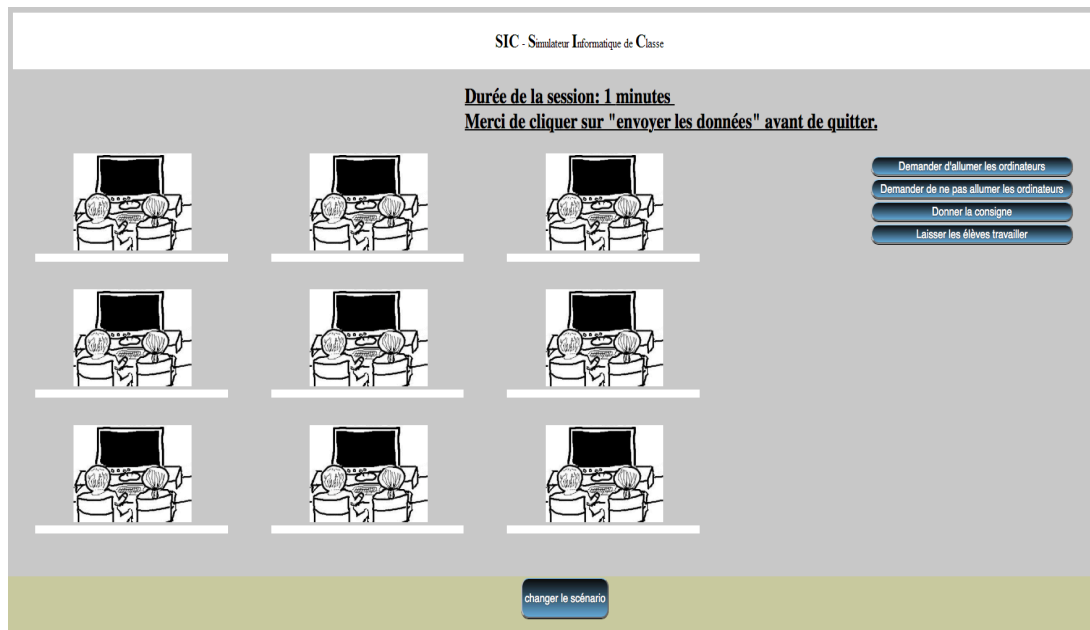 SIC - Simulateur Informatique de Classe
Durée de la session: 1 minutes
Merci de cliquer sur "envoyer les données" avant de quitter.
Demander d'allumer les ordinateurs
Demander de ne pas allumer les ordinateurs
Donner la consigne
Laisser les élèves travailler
changer le scénario